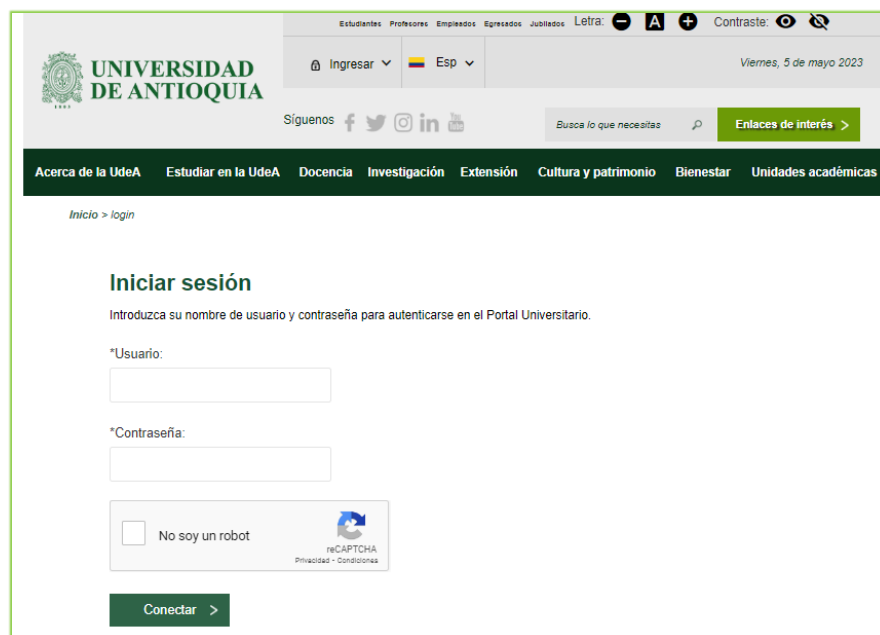 Estudiantes Profesores Empleados Egresados Jubilados Letra: A Contraste:
UNIVERSIDAD
DE ANTIOQUIA
1803
Ingresar Esp
Viernes, 5 de mayo 2023
Síguenos
You
Tube
Busca lo que necesitas
Enlaces de interés >
Acerca de la UdeA Estudiar en la UdeA Docencia Investigación Extensión Cultura y patrimonio Bienestar Unidades académicas
Inicio > login
Iniciar sesión
Introduzca su nombre de usuario y contraseña para autenticarse en el Portal Universitario.
*Usuario:
*Contraseña:
No soy un robot
reCAPTCHA
Privacidad - Condiciones
Conectar >